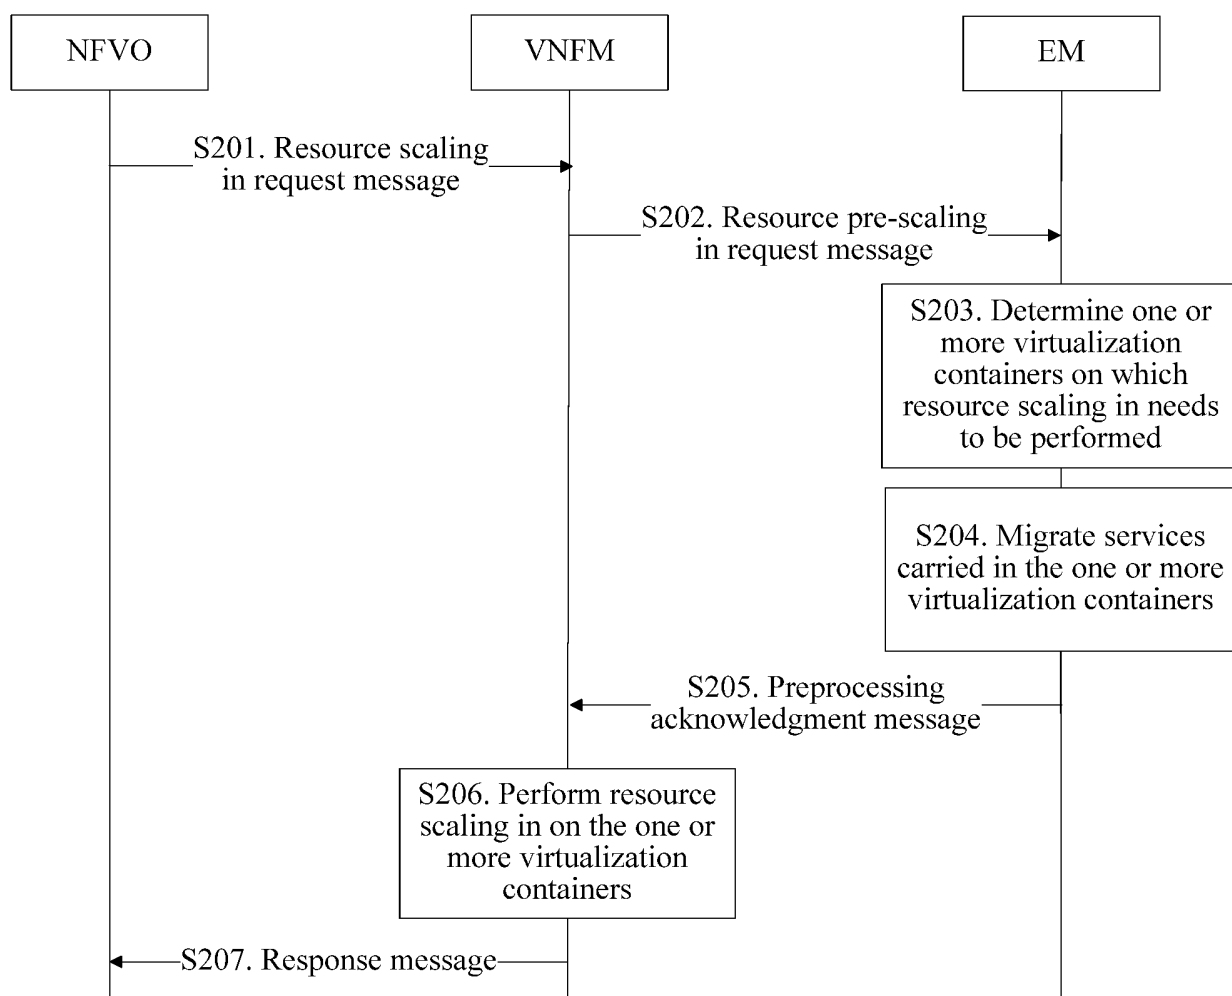 NFVO
VNFM
EM
S201. Resource scaling
in request message
S202. Resource pre-scaling
in request message
S203. Determine one or
more virtualization
containers on which
resource scaling in needs
to be performed
S204. Migrate services
carried in the one or more
virtualization containers
S205. Preprocessing
acknowledgment message
S206. Perform resource
scaling in on the one or
more virtualization
containers
S207. Response message